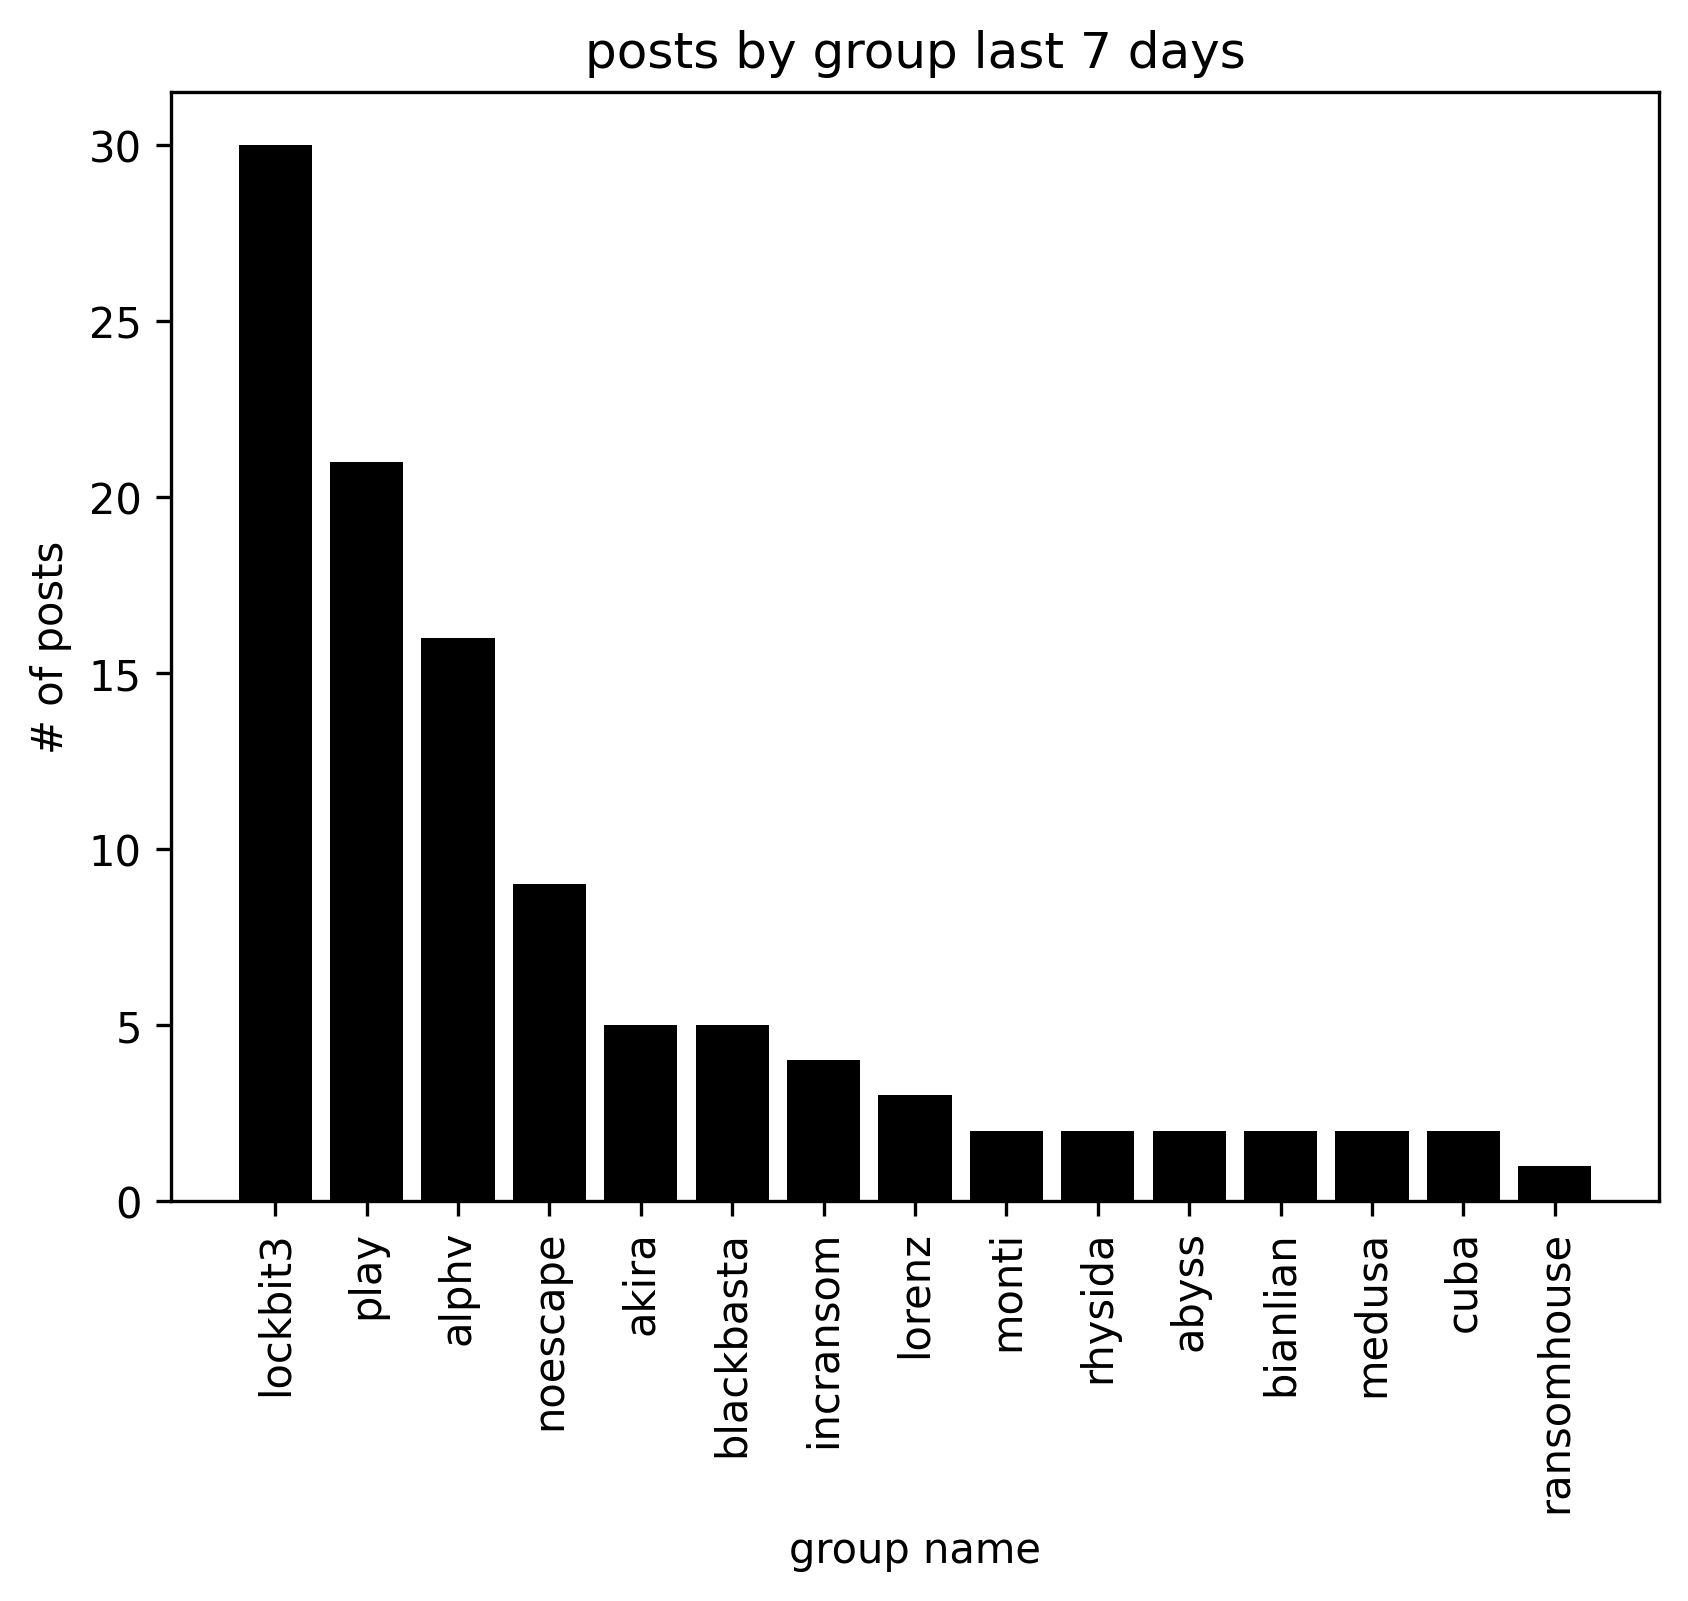 posts by group last 7 days
# of posts
30
25
20
15
10
5
0
lockbit3
play
alphv
noescape
akira
blackbasta
incransom
lorenz
monti
rhysida
abyss
bianlian
medusa
cuba
ransomhouse
group name